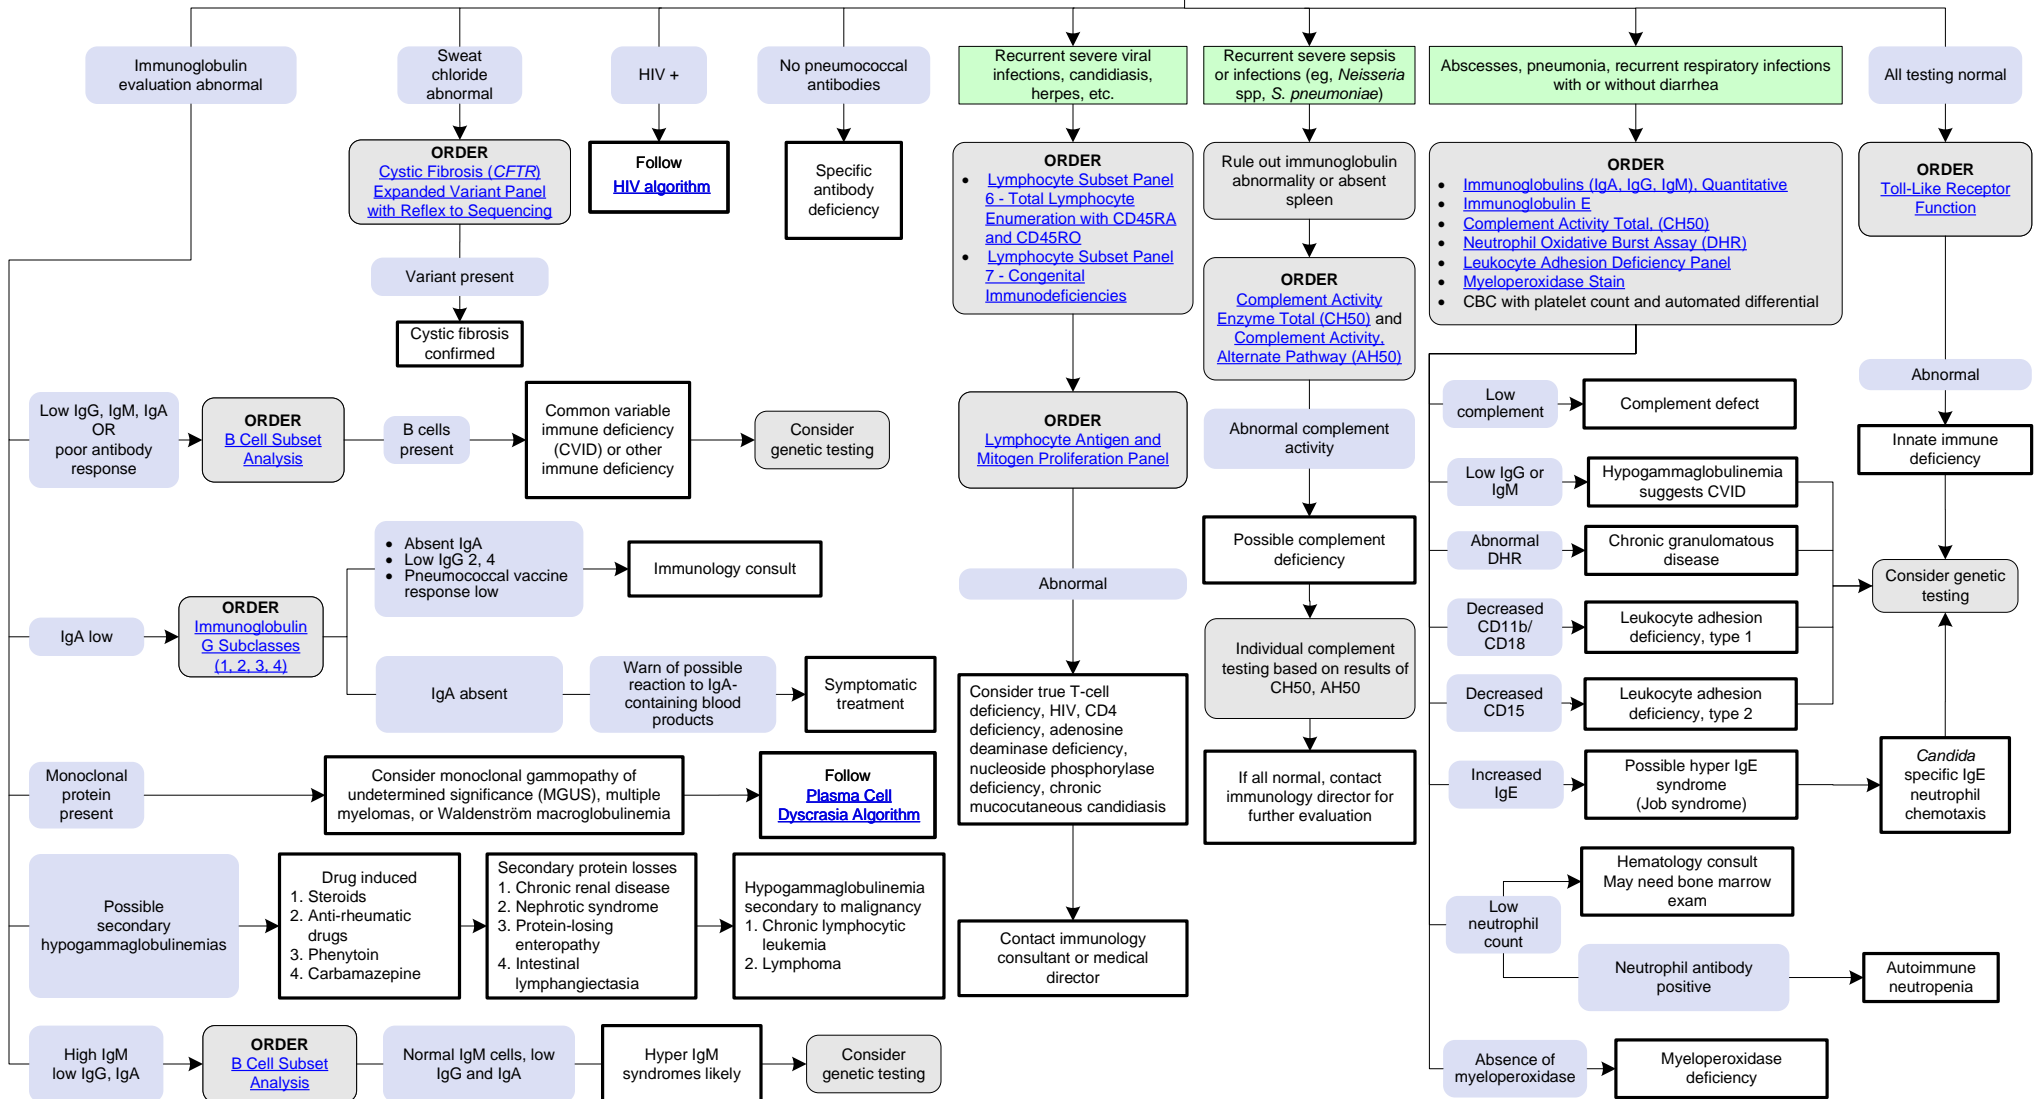 Immunoglobulin
evaluation abnormal
Sweat
chloride
abnormal
HIV +
No pneumococcal
antibodies
Recurrent severe viral
infections, candidiasis,
herpes, etc.
Recurrent severe sepsis
or infections (eg, Neisseria
spp, S. pneumoniae)
Abscesses, pneumonia, recurrent respiratory infections
with or without diarrhea
All testing normal
ORDER
Cystic Fibrosis (CFTR)
Expanded Variant Panel
with Reflex to Sequencing
Variant present
Cystic fibrosis
confirmed
Follow
HIV algorithm
Specific
antibody
deficiency
ORDER
• Lymphocyte Subset Panel
6 - Total Lymphocyte
Enumeration with CD45RA
and CD45RO
• Lymphocyte Subset Panel
7 - Congenital
Immunodeficiencies
ORDER
Lymphocyte Antigen and
Mitogen Proliferation Panel
Abnormal
Consider true T-cell
deficiency, HIV, CD4
deficiency, adenosine
deaminase deficiency,
nucleoside phosphorylase
deficiency, chronic
mucocutaneous candidiasis
Contact immunology
consultant or medical
director
Rule out immunoglobulin
abnormality or absent
spleen
ORDER
Complement Activity
Enzyme Total (CH50) and
Complement Activity,
Alternate Pathway (AH50)
Abnormal complement
activity
Possible complement
deficiency
Individual complement
testing based on results of
CH50, AH50
If all normal, contact
immunology director for
further evaluation
ORDER
• Immunoglobulins (IgA, IgG, IgM), Quantitative
• Immunoglobulin E
• Complement Activity Total, (CH50)
• Neutrophil Oxidative Burst Assay (DHR)
• Leukocyte Adhesion Deficiency Panel
• Myeloperoxidase Stain
• CBC with platelet count and automated differential
Low
complement
Complement defect
Low IgG or
IgM
Hypogammaglobulinemia
suggests CVID
Abnormal
DHR
Chronic granulomatous
disease
Decreased
CD11b/
CD18
Leukocyte adhesion
deficiency, type 1
Decreased
CD15
Leukocyte adhesion
deficiency, type 2
Increased
IgE
Possible hyper IgE
syndrome
(Job syndrome)
Candida
specific IgE
neutrophil
chemotaxis
Low
neutrophil
count
Hematology consult
May need bone marrow
exam
Neutrophil antibody
positive
Autoimmune
neutropenia
Absence of
myeloperoxidase
Myeloperoxidase
deficiency
ORDER
Toll-Like Receptor
Function
Abnormal
Innate immune
deficiency
Consider genetic
testing
Low IgG, IgM, IgA
OR
poor antibody
response
ORDER
B Cell Subset
Analysis
B cells
present
Common variable
immune deficiency
(CVID) or other
immune deficiency
Consider
genetic testing
IgA low
ORDER
Immunoglobulin
G Subclasses
(1, 2, 3, 4)
• Absent IgA
• Low IgG 2, 4
• Pneumococcal vaccine
response low
Immunology consult
IgA absent
Warn of possible
reaction to IgA-
containing blood
products
Symptomatic
treatment
Monoclonal
protein
present
Consider monoclonal gammopathy of
undetermined significance (MGUS), multiple
myelomas, or Waldenström macroglobulinemia
Follow
Plasma Cell
Dyscrasia Algorithm
Possible
secondary
hypogammaglobulinemias
Drug induced
1. Steroids
2. Anti-rheumatic
drugs
3. Phenytoin
4. Carbamazepine
Secondary protein losses
1. Chronic renal disease
2. Nephrotic syndrome
3. Protein-losing
enteropathy
4. Intestinal
lymphangiectasia
Hypogammaglobulinemia
secondary to malignancy
1. Chronic lymphocytic
leukemia
2. Lymphoma
High IgM
low IgG, IgA
ORDER
B Cell Subset
Analysis
Normal IgM cells, low
IgG and IgA
Hyper IgM
syndromes likely
Consider
genetic testing